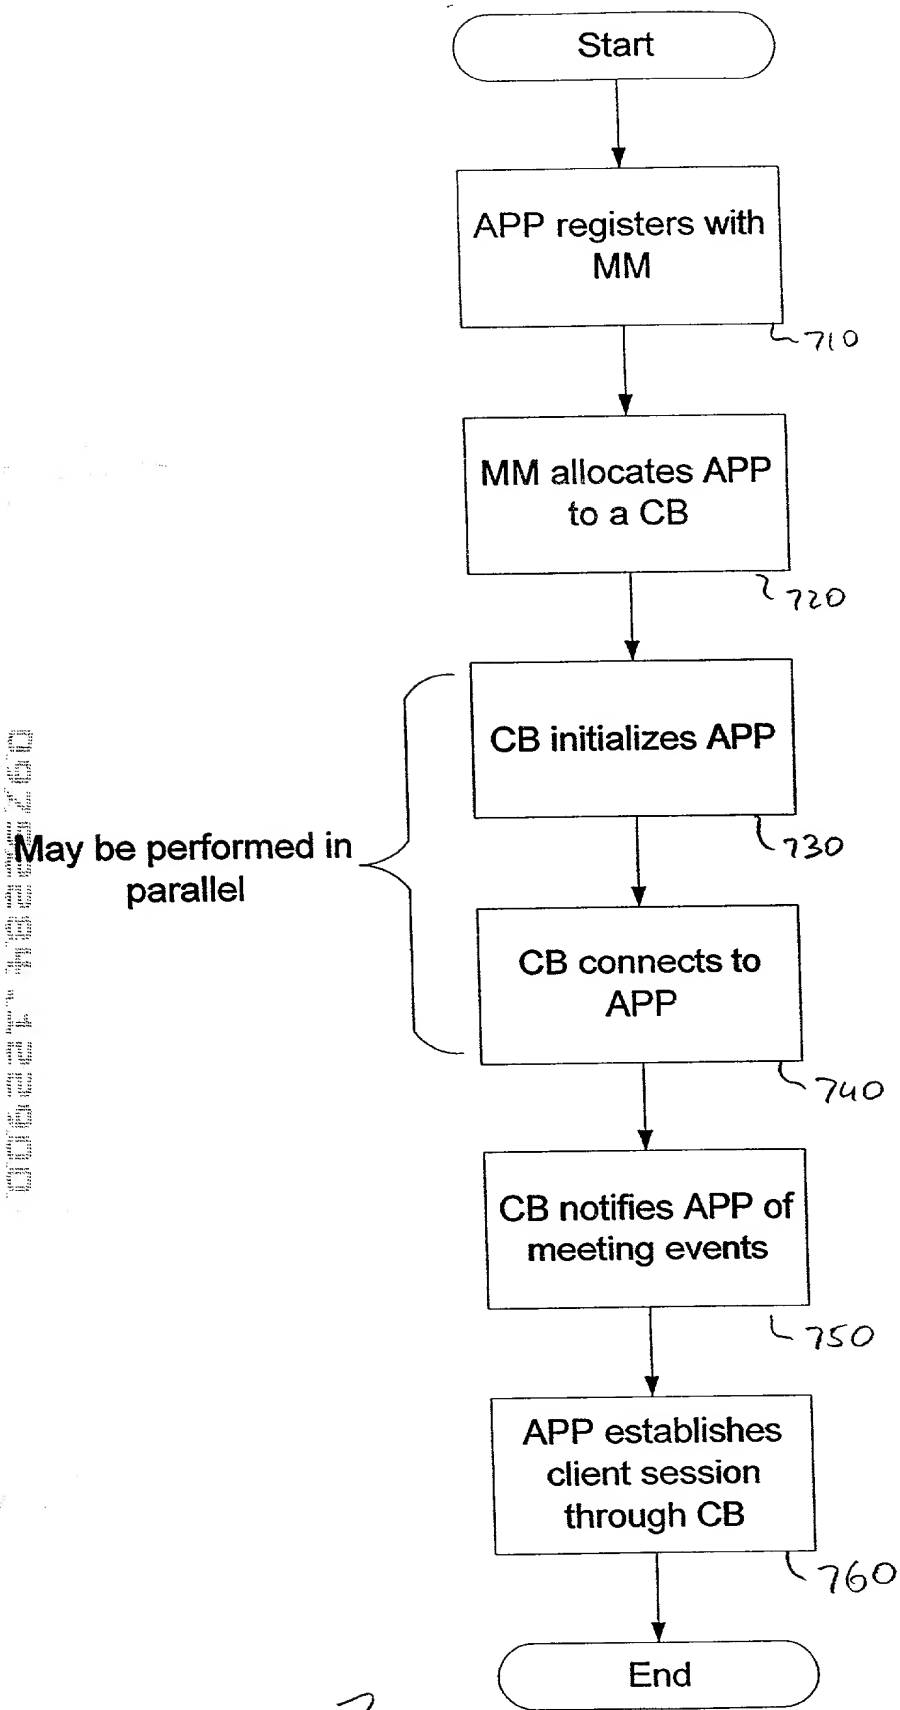 Start
APP registers with
MM
710
MM allocates APP
to a CB
720
CB initializes APP
730
May be performed in
parallel
CB connects to
APP
740
CB notifies APP of
meeting events
750
APP establishes
client session
through CB
760
End